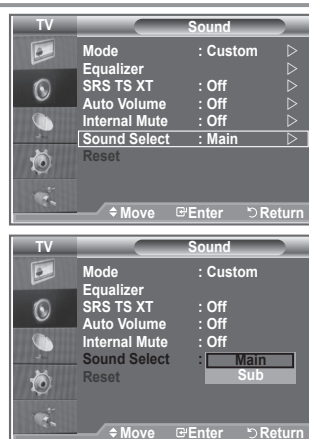 TV Sound
Mode : Custom
Equalizer
SRS TS XT : Off
Auto Volume : Off
Internal Mute : Off
Sound Select : Main
Reset
Move Enter Return
TV Sound
Mode : Custom
Equalizer
SRS TS XT : Off
Auto Volume : Off
Internal Mute : Off
Sound Select : Main
Reset Sub
Move Enter Return